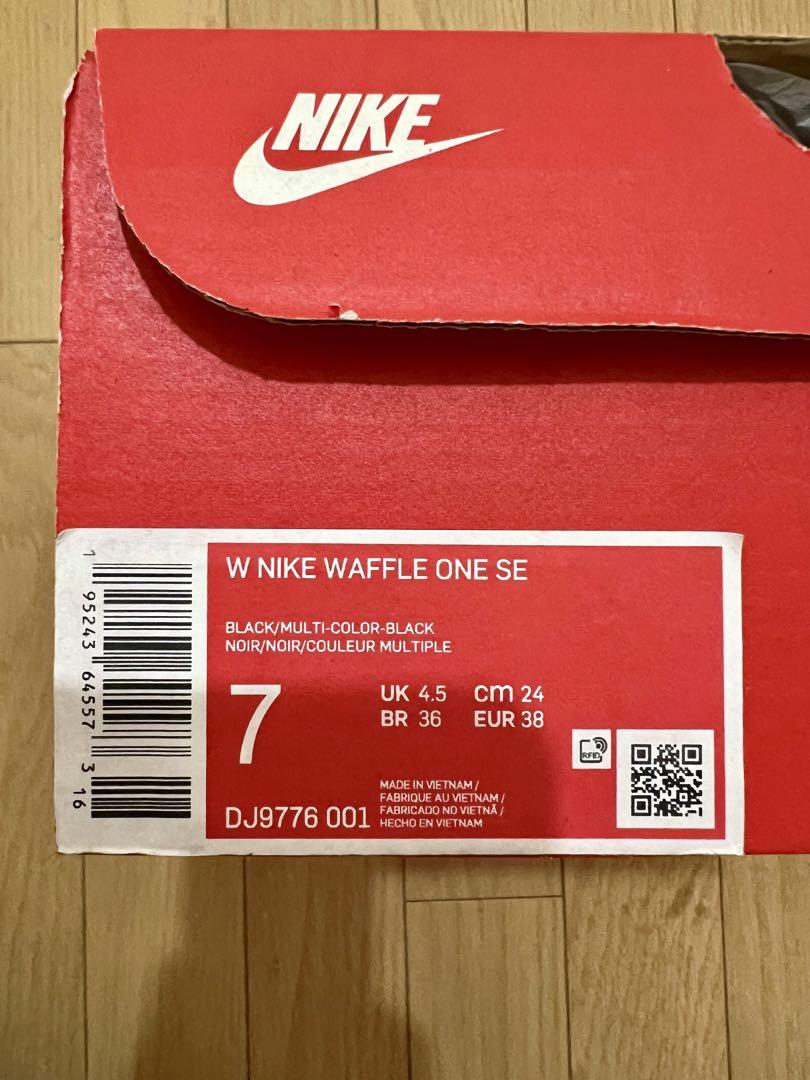 NIKE
W NIKE WAFFLE ONE SE
BLACK/MULTI-COLOR-BLACK
NOIR/NOIR/COULEUR MULTIPLE
7
UK 4.5 cm 24
BR 36 EUR 38
RFID
DJ9776 001
MADE IN VIETNAM /
FABRIQUE AU VIETNAM /
FABRICADO NO VIETNÃ /
HECHO EN VIETNAM
1 95243 64557 3 16